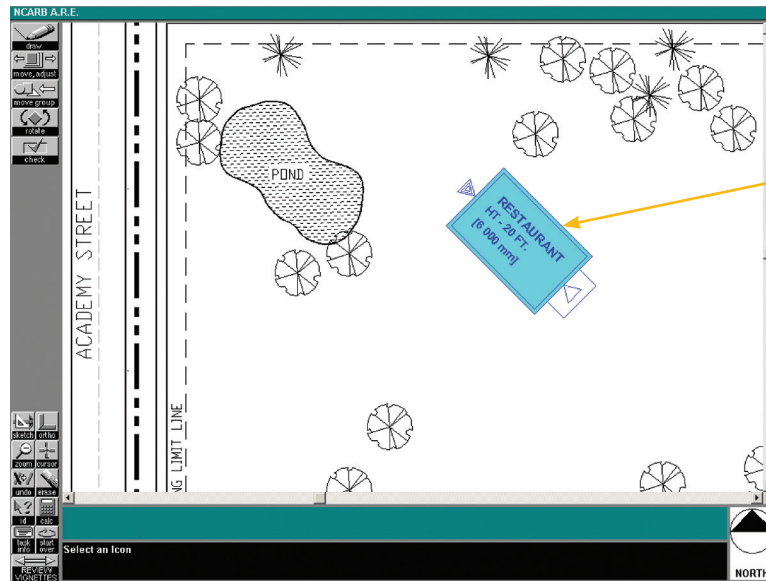 NCARB A.R.E.
draw
move, adjust
move group
rotate
check
sketch ortho
zoom cursor
undo erase
id calc
task info start over
REVIEW VIGNETTES
ACADEMY STREET
POND
RESTAURANT
HT - 20 FT.
[6 000 mm]
NG LIMIT LINE
Select an Icon
NORTH